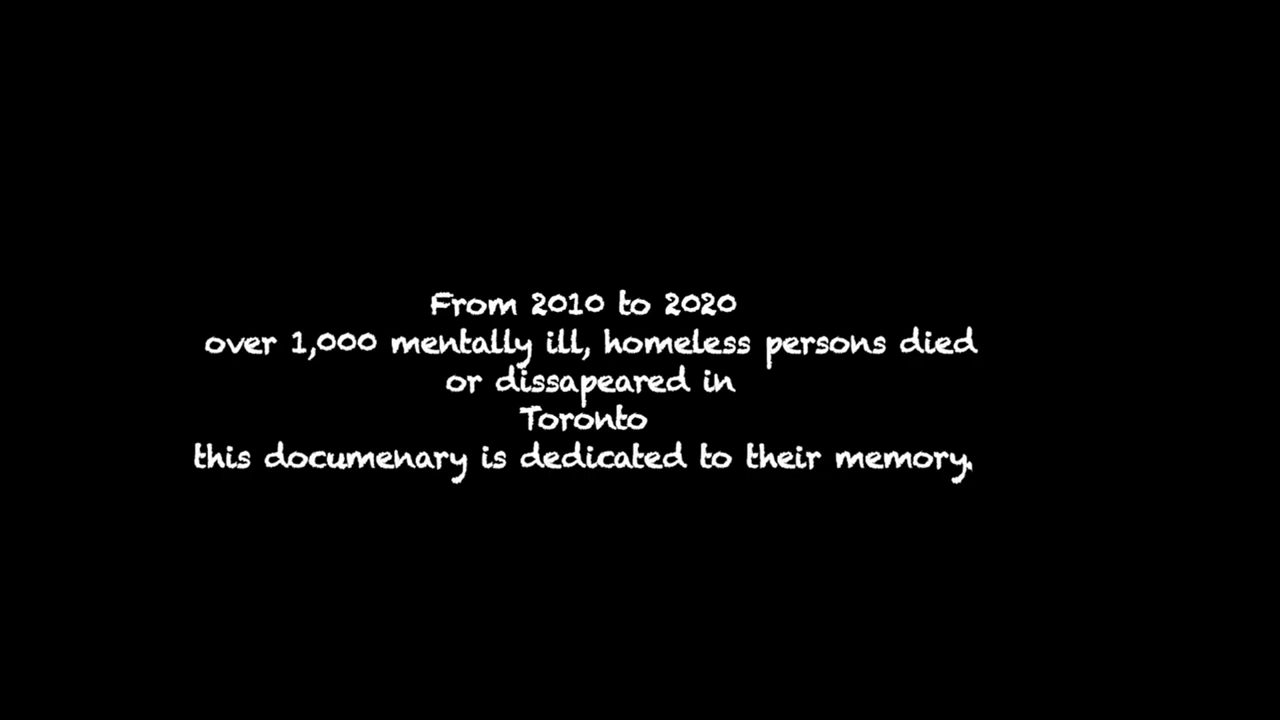 From 2010 to 2020
over 1,000 mentally ill, homeless persons died
or dissapeared in
Toronto
this documenary is dedicated to their memory.